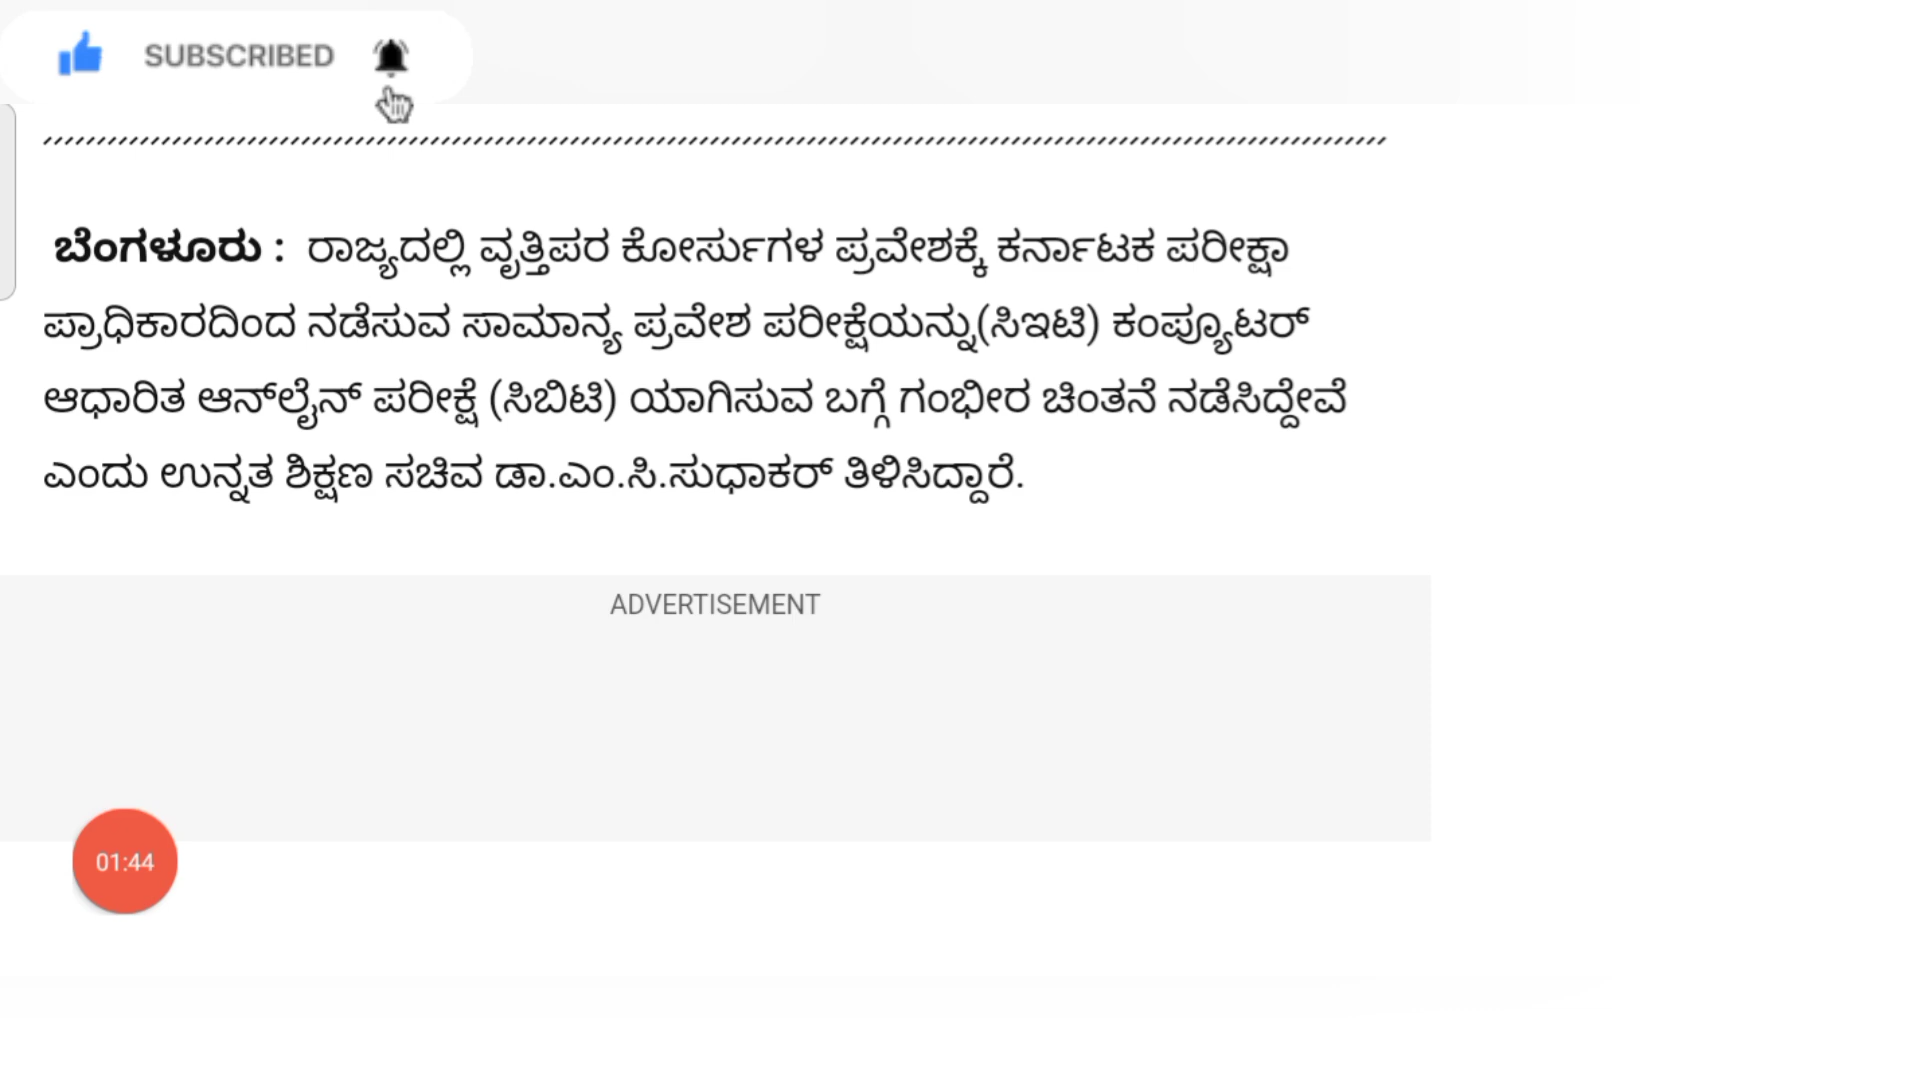 SUBSCRIBED
ಬೆಂಗಳೂರು : ರಾಜ್ಯದಲ್ಲಿ ವೃತ್ತಿಪರ ಕೋರ್ಸುಗಳ ಪ್ರವೇಶಕ್ಕೆ ಕರ್ನಾಟಕ ಪರೀಕ್ಷಾ
ಪ್ರಾಧಿಕಾರದಿಂದ ನಡೆಸುವ ಸಾಮಾನ್ಯ ಪ್ರವೇಶ ಪರೀಕ್ಷೆಯನ್ನು(ಸಿಇಟಿ) ಕಂಪ್ಯೂಟರ್
ಆಧಾರಿತ ಆನ್‌ಲೈನ್ ಪರೀಕ್ಷೆ (ಸಿಬಿಟಿ) ಯಾಗಿಸುವ ಬಗ್ಗೆ ಗಂಭೀರ ಚಿಂತನೆ ನಡೆಸಿದ್ದೇವೆ
ಎಂದು ಉನ್ನತ ಶಿಕ್ಷಣ ಸಚಿವ ಡಾ.ಎಂ.ಸಿ.ಸುಧಾಕರ್ ತಿಳಿಸಿದ್ದಾರೆ.
ADVERTISEMENT
01:44